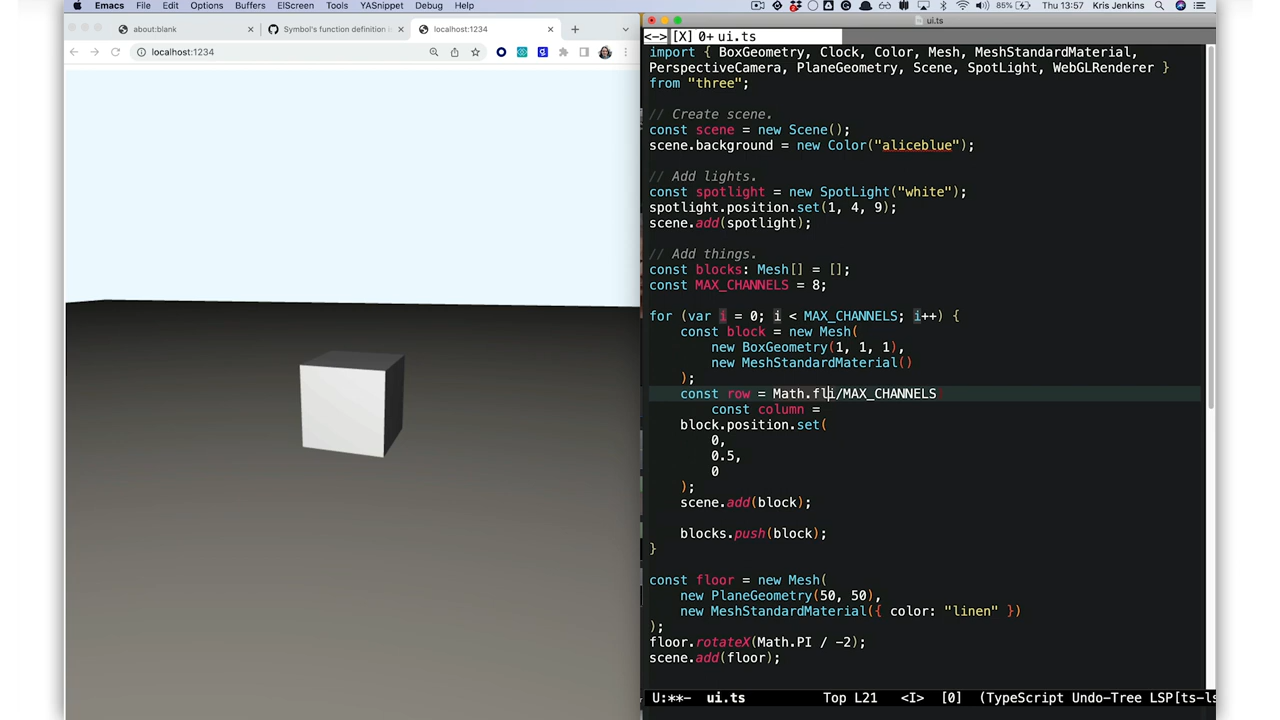 Emacs File Edit Options Buffers ElScreen Tools YASnippet Debug Help 85% Thu 13:57 Kris Jenkins
about:blank Symbol's function definition i localhost:1234
localhost:1234
ui.ts
<-> [X] 0+ ui.ts
import { BoxGeometry, Clock, Color, Mesh, MeshStandardMaterial,
PerspectiveCamera, PlaneGeometry, Scene, SpotLight, WebGLRenderer }
from "three";
// Create scene.
const scene = new Scene();
scene.background = new Color("aliceblue");
// Add lights.
const spotlight = new SpotLight("white");
spotlight.position.set(1, 4, 9);
scene.add(spotlight);
// Add things.
const blocks: Mesh[] = [];
const MAX_CHANNELS = 8;
for (var i = 0; i < MAX_CHANNELS; i++) {
const block = new Mesh(
new BoxGeometry(1, 1, 1),
new MeshStandardMaterial()
);
const row = Math.fli/MAX_CHANNELS
const column =
block.position.set(
0,
0.5,
0
);
scene.add(block);
blocks.push(block);
}
const floor = new Mesh(
new PlaneGeometry(50, 50),
new MeshStandardMaterial({ color: "linen" })
);
floor.rotateX(Math.PI / -2);
scene.add(floor);
U:**- ui.ts Top L21 <I> [0] (TypeScript Undo-Tree LSP[ts-ls